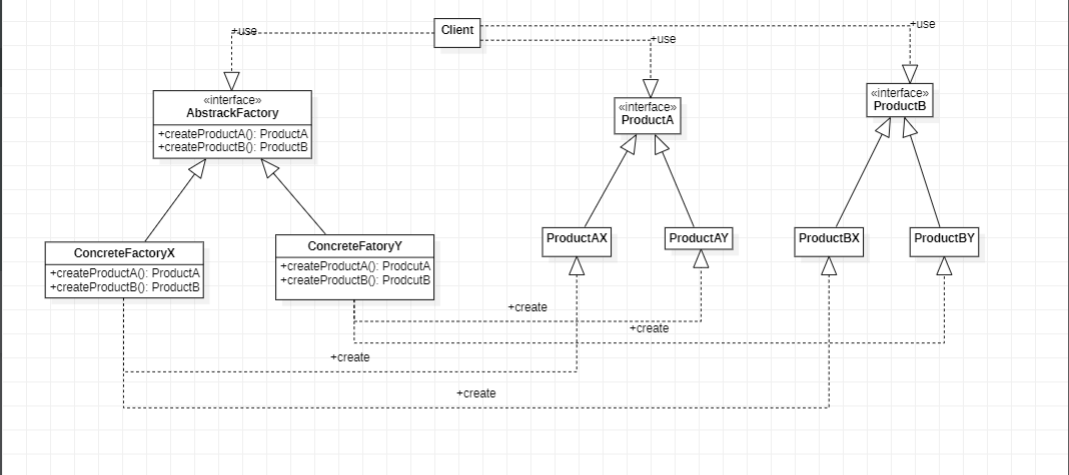 Client
+use
+use
+use
«interface»
AbstrackFactory
+createProductA(): ProductA
+createProductB(): ProductB
«interface»
ProductA
«interface»
ProductB
ConcreteFactoryX
+createProductA(): ProductA
+createProductB(): ProductB
ConcreteFatoryY
+createProductA(): ProdcutA
+createProductB(): ProdcutB
ProductAX
ProductAY
ProductBX
ProductBY
+create
+create
+create
+create